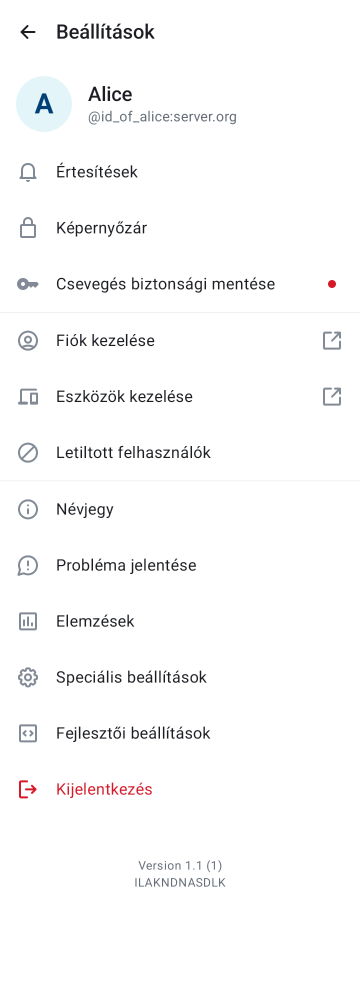 Beállítások
A
Alice
@id_of_alice:server.org
Értesítések
Képernyőzár
Csevegés biztonsági mentése
Fiók kezelése
Eszközök kezelése
Letiltott felhasználók
Névjegy
Probléma jelentése
Elemzések
Speciális beállítások
Fejlesztői beállítások
Kijelentkezés
Version 1.1 (1)
ILAKNDNASDLK